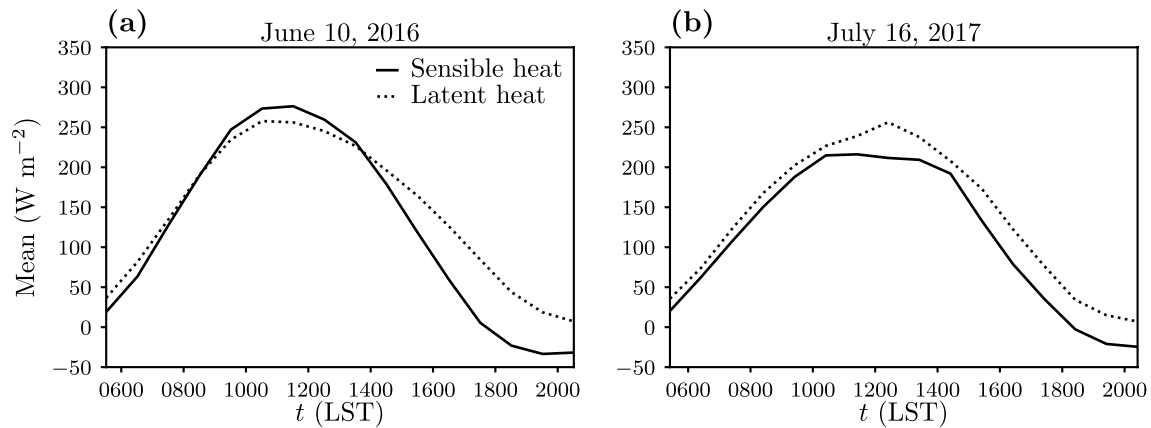 (a)
June 10, 2016
Mean (W m−2)
350
300
250
200
150
100
50
0
−50
Sensible heat
Latent heat
0600 0800 1000 1200 1400 1600 1800 2000
t (LST)
(b)
July 16, 2017
350
300
250
200
150
100
50
0
−50
0600 0800 1000 1200 1400 1600 1800 2000
t (LST)